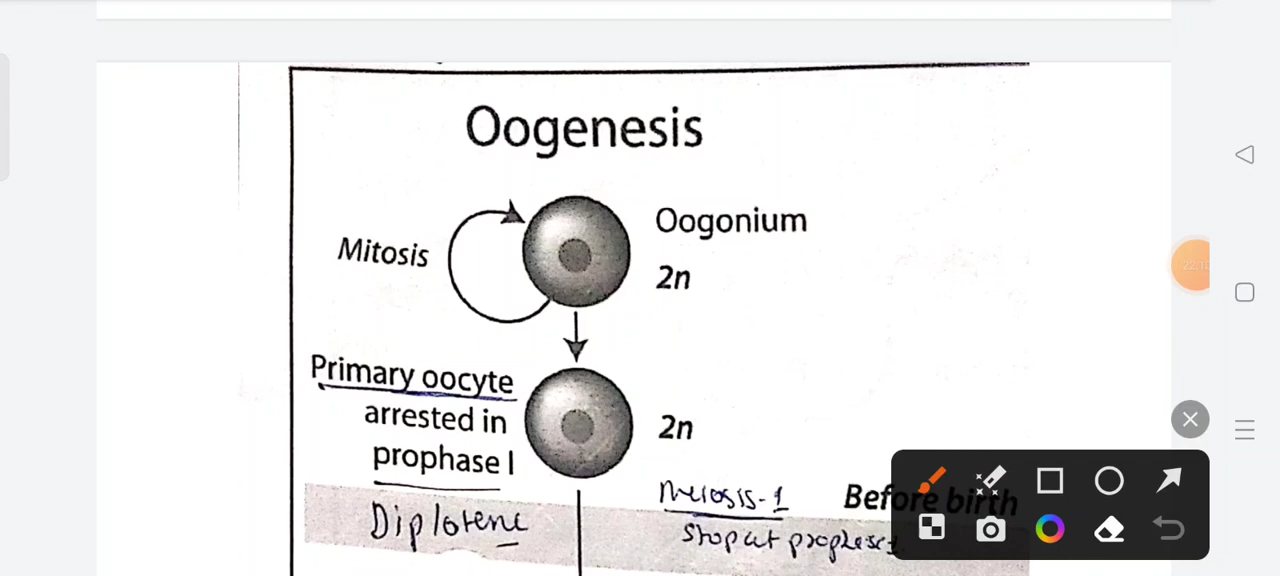 Oogenesis
Mitosis
Oogonium
2n
Primary oocyte
arrested in
prophase I
2n
Meiosis-1
Before birth
Diplotene
Stop at prophase